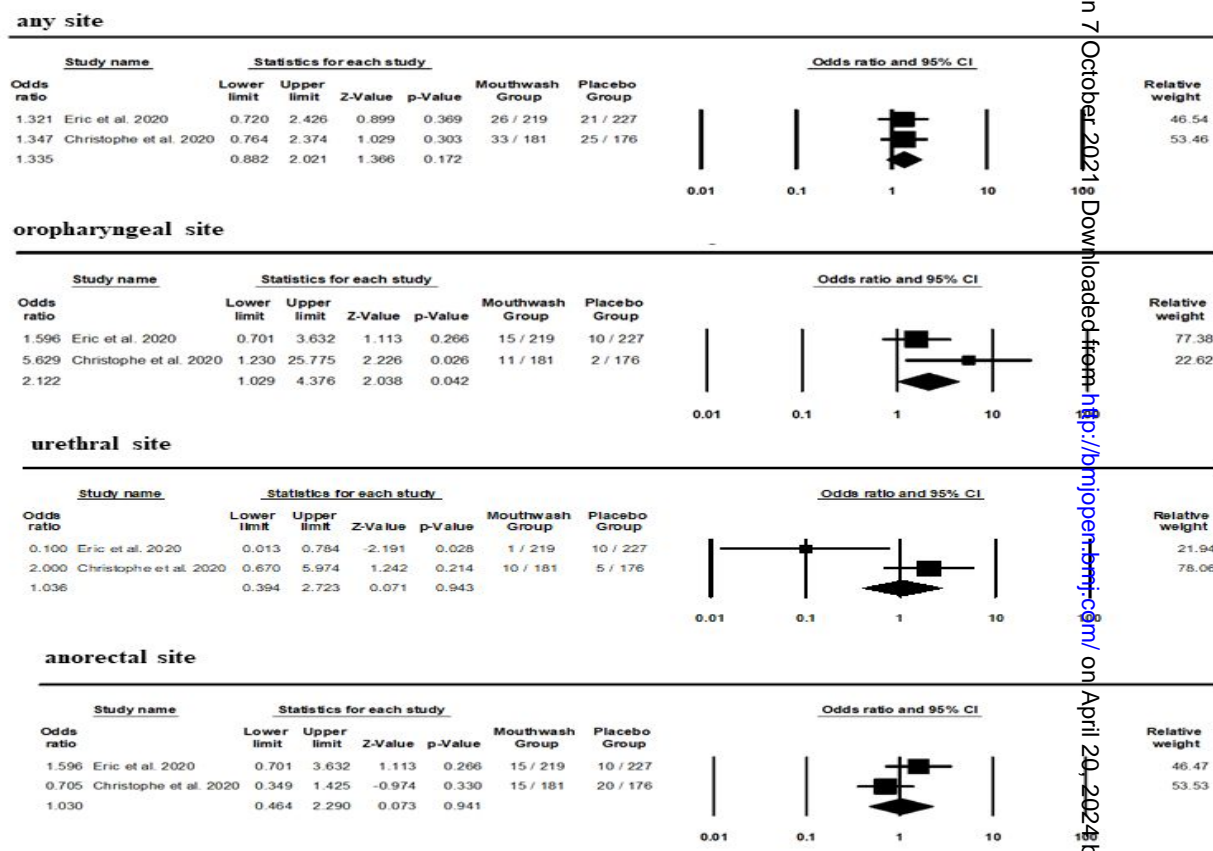 any site
Study name Statistics for each study Odds ratio and 95% CI
Odds ratio Lower limit Upper limit Z-Value p-Value Mouthwash Group Placebo Group Relative weight
1.321 Eric et al. 2020 0.720 2.426 0.899 0.369 26 / 219 21 / 227 46.54
1.347 Christophe et al. 2020 0.764 2.374 1.029 0.303 33 / 181 25 / 176 53.46
1.335 0.882 2.021 1.366 0.172
0.01 0.1 1 10 100
oropharyngeal site
Study name Statistics for each study Odds ratio and 95% CI
Odds ratio Lower limit Upper limit Z-Value p-Value Mouthwash Group Placebo Group Relative weight
1.596 Eric et al. 2020 0.701 3.632 1.113 0.266 15 / 219 10 / 227 77.38
5.629 Christophe et al. 2020 1.230 25.775 2.226 0.026 11 / 181 2 / 176 22.62
2.122 1.029 4.376 2.038 0.042
0.01 0.1 1 10 100
urethral site
Study name Statistics for each study Odds ratio and 95% CI
Odds ratio Lower limit Upper limit Z-Value p-Value Mouthwash Group Placebo Group Relative weight
0.100 Eric et al. 2020 0.013 0.784 -2.191 0.028 1 / 219 10 / 227 21.94
2.000 Christophe et al. 2020 0.670 5.974 1.242 0.214 10 / 181 5 / 176 78.06
1.036 0.394 2.723 0.071 0.943
0.01 0.1 1 10 100
anorectal site
Study name Statistics for each study Odds ratio and 95% CI
Odds ratio Lower limit Upper limit Z-Value p-Value Mouthwash Group Placebo Group Relative weight
1.596 Eric et al. 2020 0.701 3.632 1.113 0.266 15 / 219 10 / 227 46.47
0.705 Christophe et al. 2020 0.349 1.425 -0.974 0.330 15 / 181 20 / 176 53.53
1.030 0.464 2.290 0.073 0.941
0.01 0.1 1 10 100
n 7 October 2021 Downloaded from http://bmjopen.bmj.com/ on April 20, 2024 b